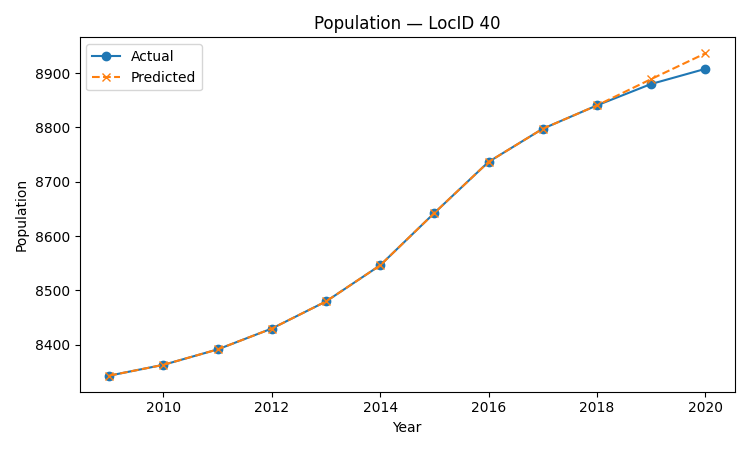 Population — LocID 40
Actual
Predicted
8900
8800
8700
8600
8500
8400
Population
2010 2012 2014 2016 2018 2020
Year